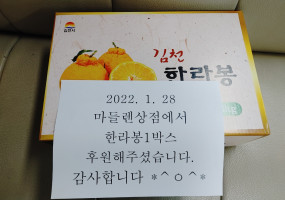 김천
한라봉
2022. 1. 28
마들렌상점에서
한라봉1박스
후원해주셨습니다.
감사합니다 *^ㅇ^*